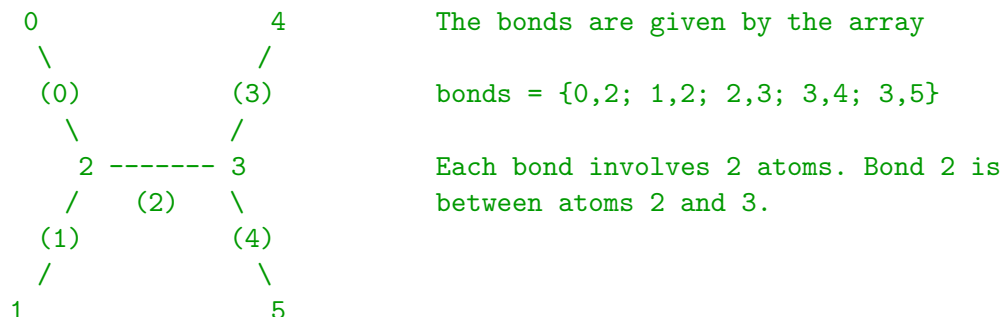 0 4 The bonds are given by the array
\ /
(0) (3) bonds = {0,2; 1,2; 2,3; 3,4; 3,5}
\ /
2 ------- 3 Each bond involves 2 atoms. Bond 2 is
/ (2) \ between atoms 2 and 3.
(1) (4)
/ \
1 5